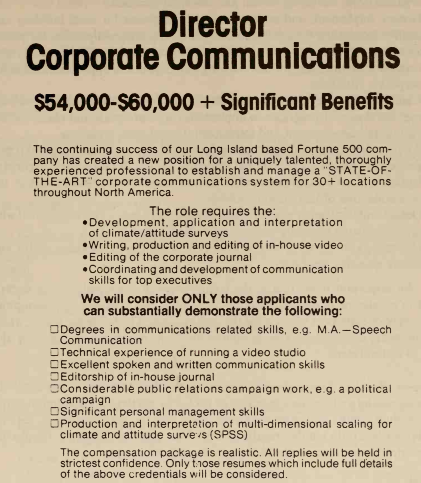 Director
Corporate Communications
$54,000-$60,000 + Significant Benefits
The continuing success of our Long Island based Fortune 500 com-
pany has created a new position for a uniquely talented, thoroughly
experienced professional to establish and manage a "STATE-OF-
THE-ART" corporate communications system for 30+ locations
throughout North America.
The role requires the:
•Development, application and interpretation
of climate/attitude surveys
•Writing, production and editing of in-house video
•Editing of the corporate journal
•Coordinating and development of communication
skills for top executives
We will consider ONLY those applicants who
can substantially demonstrate the following:
☐Degrees in communications related skills, e.g. M.A.—Speech
Communication
☐Technical experience of running a video studio
☐Excellent spoken and written communication skills
☐Editorship of in-house journal
☐Considerable public relations campaign work, e.g. a political
campaign
☐Significant personal management skills
☐Production and interpretation of multi-dimensional scaling for
climate and attitude surveys (SPSS)
The compensation package is realistic. All replies will be held in
strictest confidence. Only those resumes which include full details
of the above credentials will be considered.